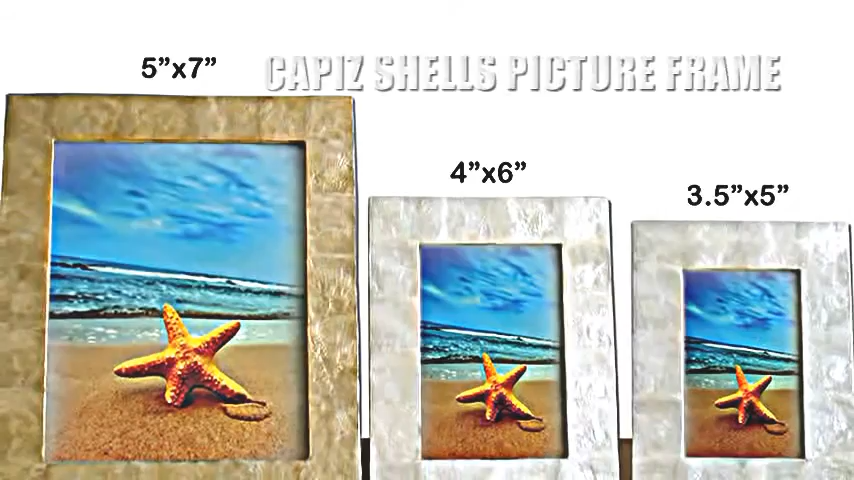 5”x7”
CAPIZ SHELLS PICTURE FRAME
4”x6”
3.5”x5”